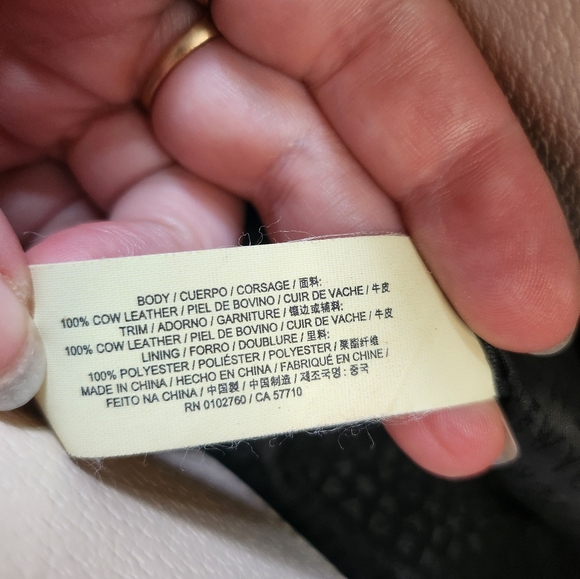 BODY / CUERPO / CORSAGE / 面料:
100% COW LEATHER / PIEL DE BOVINO / CUIR DE VACHE / 牛皮
TRIM / ADORNO / GARNITURE / 镶边或辅料:
100% COW LEATHER / PIEL DE BOVINO / CUIR DE VACHE / 牛皮
LINING / FORRO / DOUBLURE / 里料:
100% POLYESTER / POLIÉSTER / POLYESTER / 聚酯纤维
MADE IN CHINA / HECHO EN CHINA / FABRIQUÉ EN CHINE /
FEITO NA CHINA / 中国製 / 中国制造 / 제조국명 : 중국
RN 0102760 / CA 57710